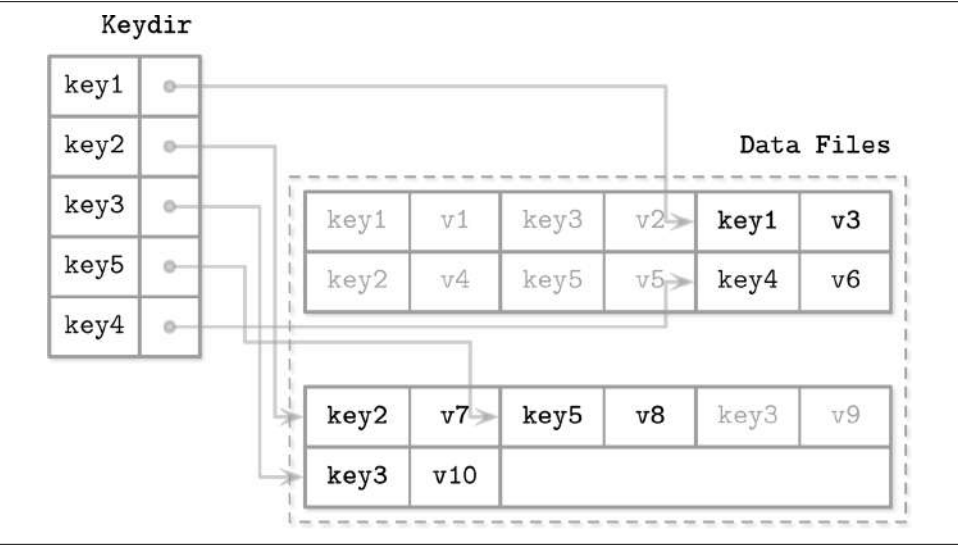 Keydir
key1
key2
key3
key5
key4
Data Files
key1 v1 key3 v2 key1 v3
key2 v4 key5 v5 key4 v6
key2 v7 key5 v8 key3 v9
key3 v10